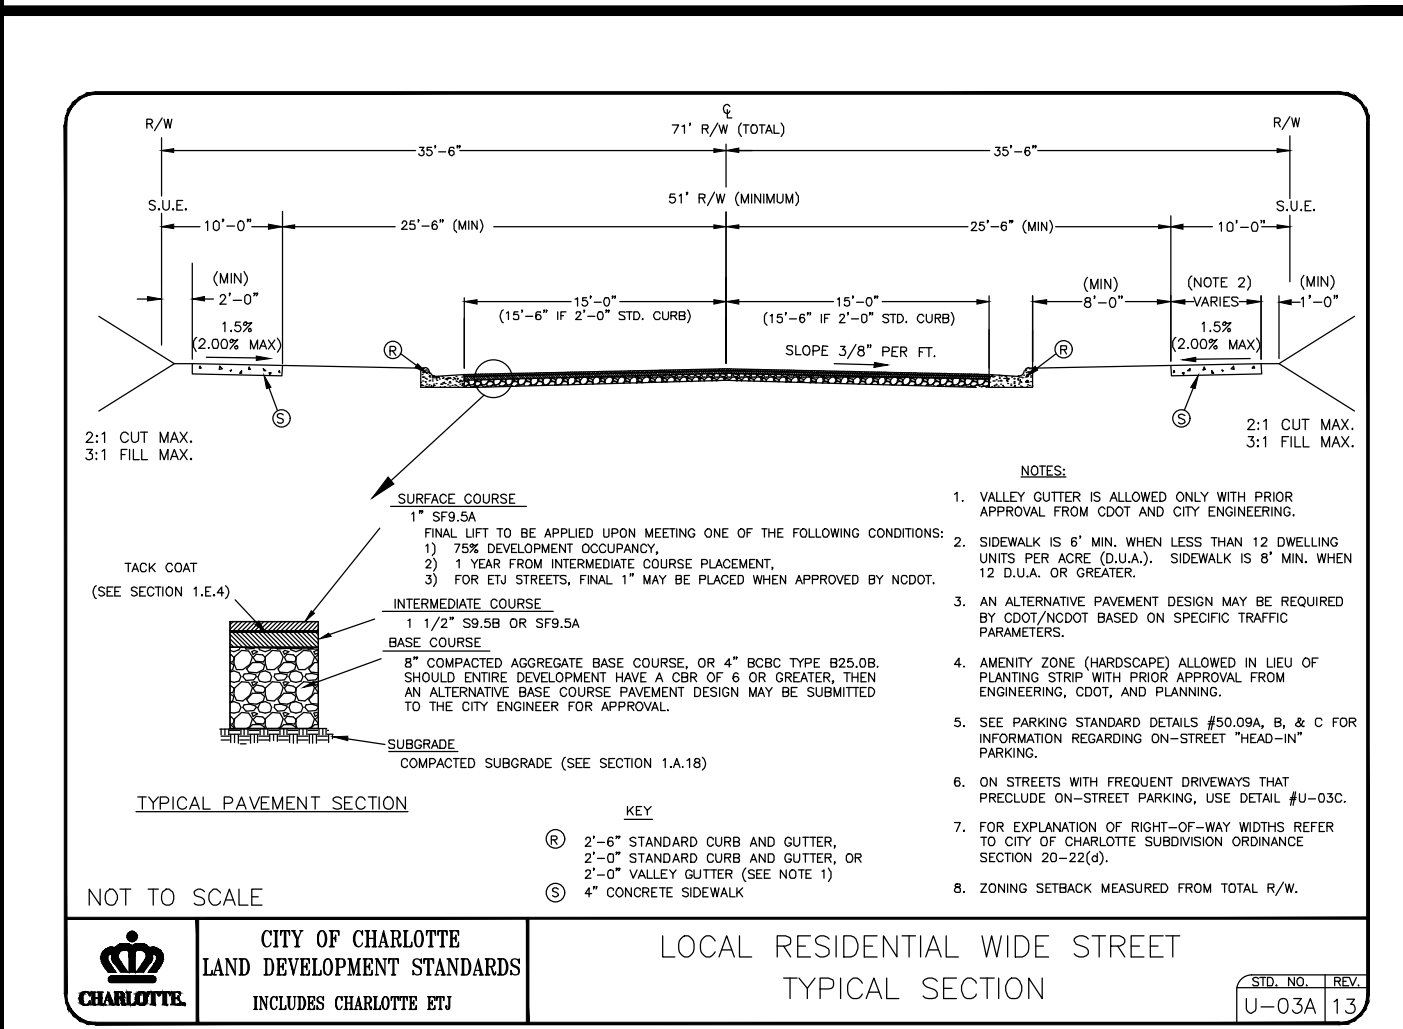 ℄
R/W
71' R/W (TOTAL)
R/W
35'-6"
35'-6"
51' R/W (MINIMUM)
S.U.E.
S.U.E.
10'-0"
25'-6" (MIN)
25'-6" (MIN)
10'-0"
(MIN)
2'-0"
15'-0"
(15'-6" IF 2'-0" STD. CURB)
15'-0"
(15'-6" IF 2'-0" STD. CURB)
(MIN)
8'-0"
(NOTE 2)
VARIES
(MIN)
1'-0"
1.5%
(2.00% MAX)
1.5%
(2.00% MAX)
R
SLOPE 3/8" PER FT.
R
S
S
2:1 CUT MAX.
3:1 FILL MAX.
2:1 CUT MAX.
3:1 FILL MAX.
SURFACE COURSE
1" SF9.5A
FINAL LIFT TO BE APPLIED UPON MEETING ONE OF THE FOLLOWING CONDITIONS:
1) 75% DEVELOPMENT OCCUPANCY,
2) 1 YEAR FROM INTERMEDIATE COURSE PLACEMENT,
3) FOR ETJ STREETS, FINAL 1" MAY BE PLACED WHEN APPROVED BY NCDOT.
TACK COAT
(SEE SECTION 1.E.4)
INTERMEDIATE COURSE
1 1/2" S9.5B OR SF9.5A
BASE COURSE
8" COMPACTED AGGREGATE BASE COURSE, OR 4" BCBC TYPE B25.0B.
SHOULD ENTIRE DEVELOPMENT HAVE A CBR OF 6 OR GREATER, THEN
AN ALTERNATIVE BASE COURSE PAVEMENT DESIGN MAY BE SUBMITTED
TO THE CITY ENGINEER FOR APPROVAL.
SUBGRADE
COMPACTED SUBGRADE (SEE SECTION 1.A.18)
TYPICAL PAVEMENT SECTION
NOTES:
1. VALLEY GUTTER IS ALLOWED ONLY WITH PRIOR
APPROVAL FROM CDOT AND CITY ENGINEERING.
2. SIDEWALK IS 6' MIN. WHEN LESS THAN 12 DWELLING
UNITS PER ACRE (D.U.A.). SIDEWALK IS 8' MIN. WHEN
12 D.U.A. OR GREATER.
3. AN ALTERNATIVE PAVEMENT DESIGN MAY BE REQUIRED
BY CDOT/NCDOT BASED ON SPECIFIC TRAFFIC
PARAMETERS.
4. AMENITY ZONE (HARDSCAPE) ALLOWED IN LIEU OF
PLANTING STRIP WITH PRIOR APPROVAL FROM
ENGINEERING, CDOT, AND PLANNING.
5. SEE PARKING STANDARD DETAILS #50.09A, B, & C FOR
INFORMATION REGARDING ON-STREET "HEAD-IN"
PARKING.
6. ON STREETS WITH FREQUENT DRIVEWAYS THAT
PRECLUDE ON-STREET PARKING, USE DETAIL #U-03C.
7. FOR EXPLANATION OF RIGHT-OF-WAY WIDTHS REFER
TO CITY OF CHARLOTTE SUBDIVISION ORDINANCE
SECTION 20-22(d).
8. ZONING SETBACK MEASURED FROM TOTAL R/W.
KEY
R 2'-6" STANDARD CURB AND GUTTER,
2'-0" STANDARD CURB AND GUTTER, OR
2'-0" VALLEY GUTTER (SEE NOTE 1)
S 4" CONCRETE SIDEWALK
NOT TO SCALE
CHARLOTTE.
CITY OF CHARLOTTE
LAND DEVELOPMENT STANDARDS
INCLUDES CHARLOTTE ETJ
LOCAL RESIDENTIAL WIDE STREET
TYPICAL SECTION
STD. NO. REV.
U-03A 13